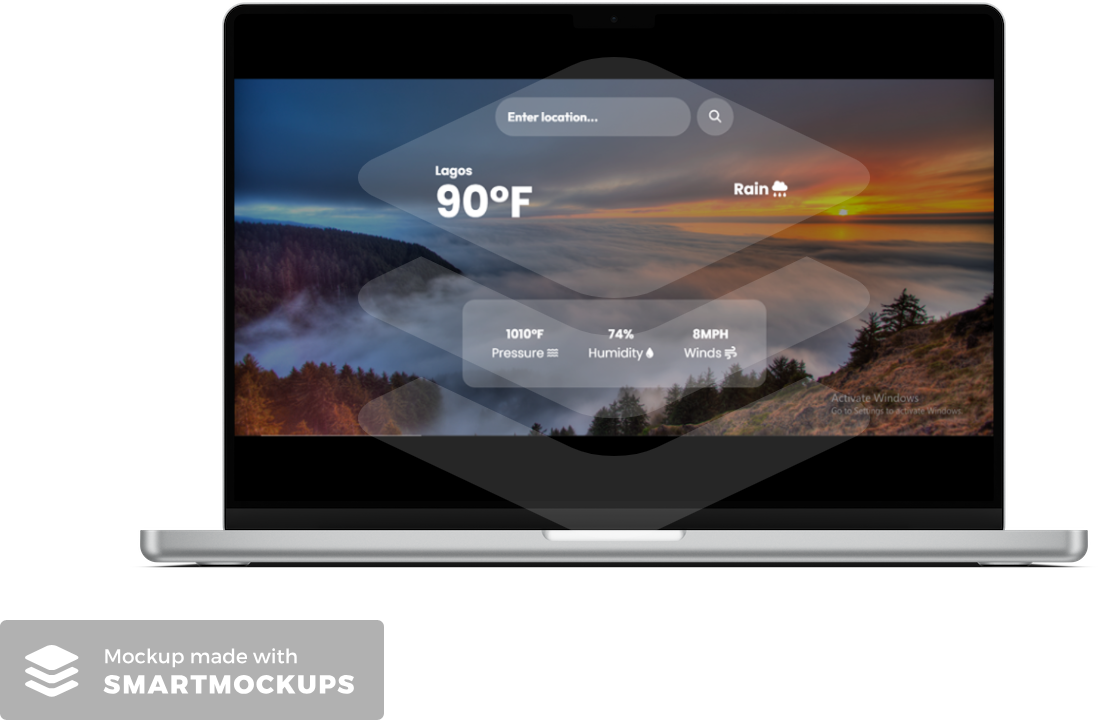 Enter location...
Lagos
90°F
Rain
1010°F
74%
8MPH
Pressure
Humidity
Winds
Activate Windows
Go to Settings to Activate Windows.
Mockup made with
SMARTMOCKUPS